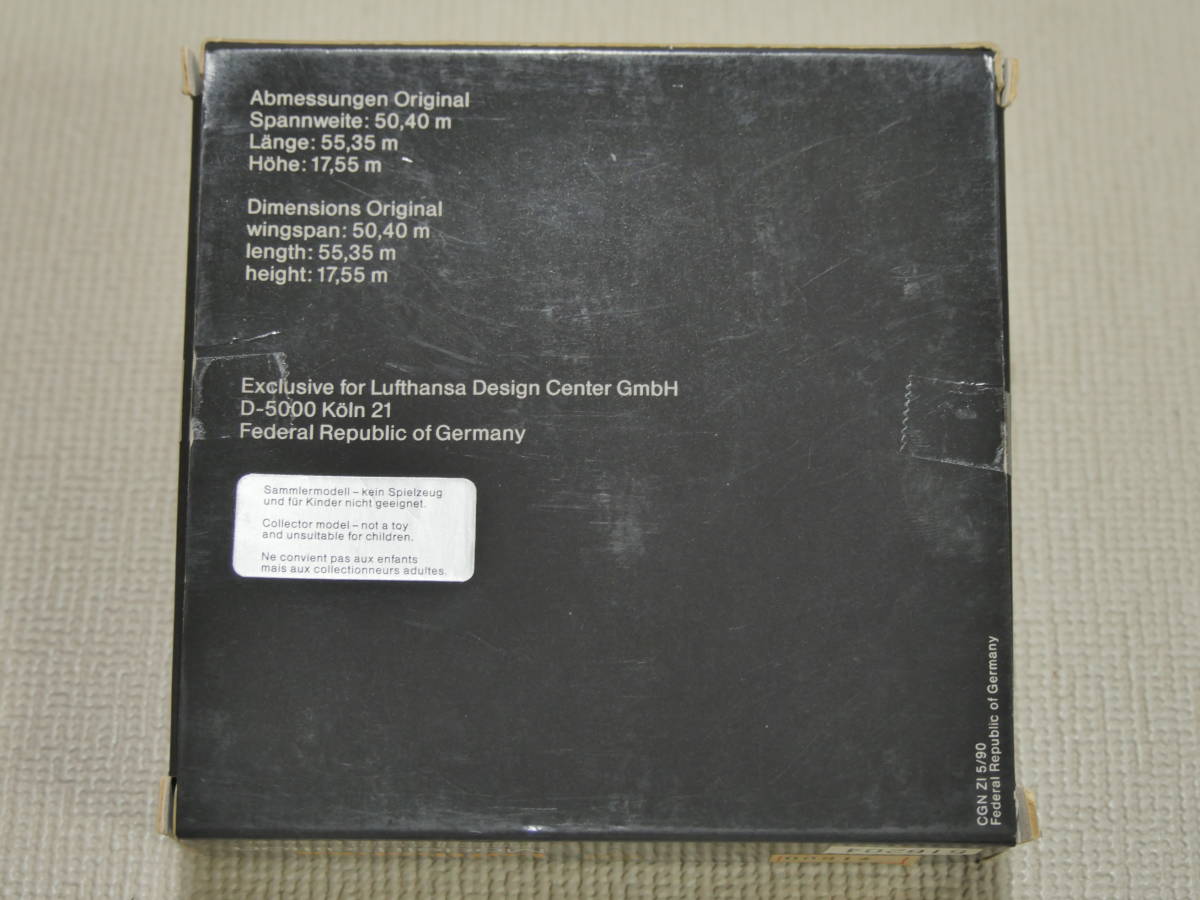 Abmessungen Original
Spannweite: 50,40 m
Länge: 55,35 m
Höhe: 17,55 m
Dimensions Original
wingspan: 50,40 m
length: 55,35 m
height: 17,55 m
Exclusive for Lufthansa Design Center GmbH
D-5000 Köln 21
Federal Republic of Germany
Sammlermodell – kein Spielzeug
und für Kinder nicht geeignet.
Collector model – not a toy
and unsultable for children.
Ne convient pas aux enfants
mais aux collectionneurs adultes.
CGN ZI 5/90
Federal Republic of Germany